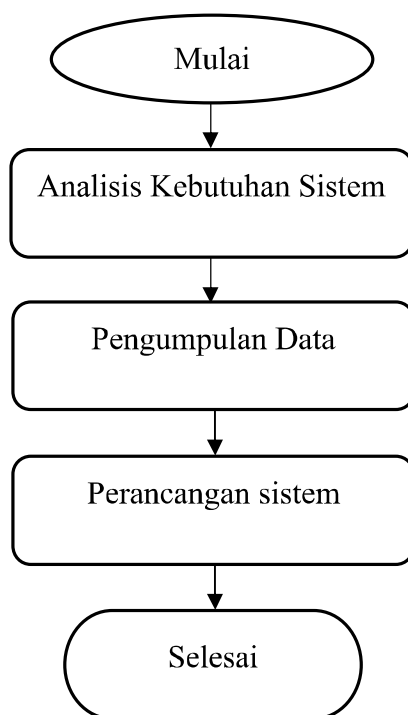 Mulai
Analisis Kebutuhan Sistem
Pengumpulan Data
Perancangan sistem
Selesai